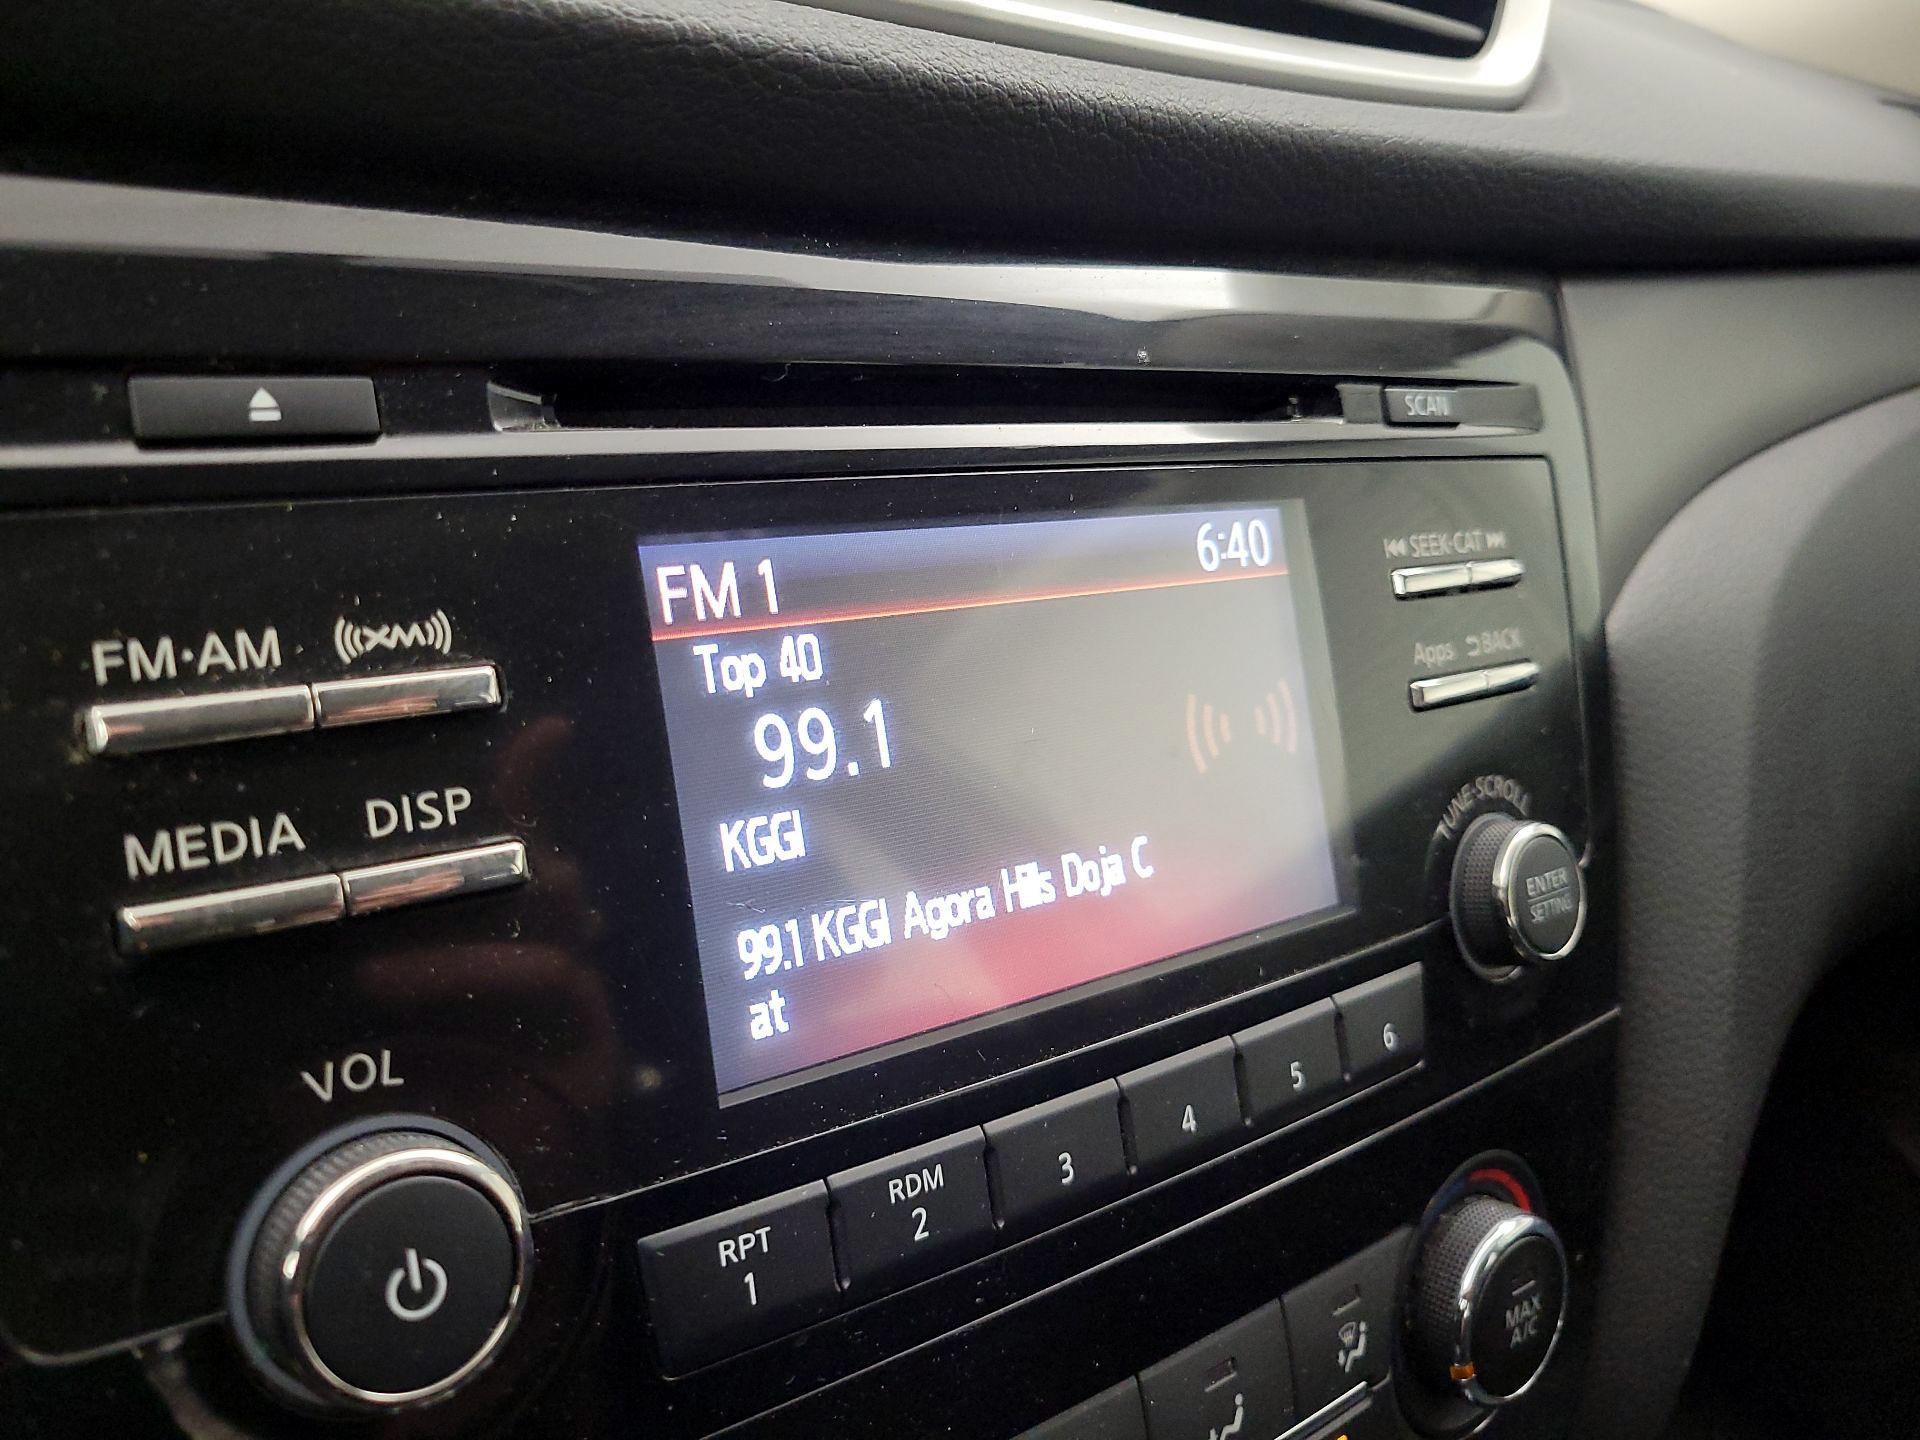 SCAN
FM 1 6:40
SEEK·CAT
FM·AM XM
Top 40
Apps BACK
99.1
MEDIA DISP
TUNE·SCROLL
KGGI
99.1 KGGI Agora Hills Doja C
at
ENTER
SETTING
VOL
RPT
1
RDM
2
3
4
5
6
MAX
A/C